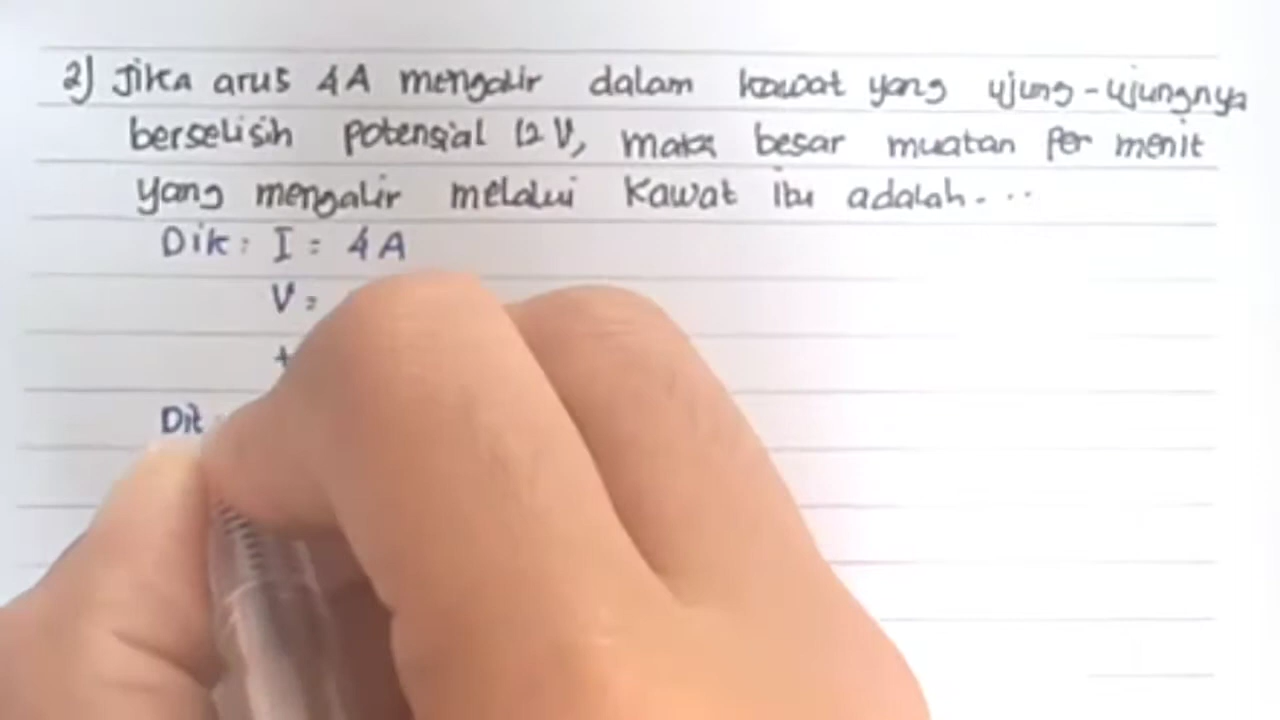 2) Jika arus 4A mengalir dalam kawat yang ujung-ujungnya
berselisih potensial 12 V, maka besar muatan per menit
yang mengalir melalui kawat itu adalah...
Dik: I = 4 A
V =
t
Dit